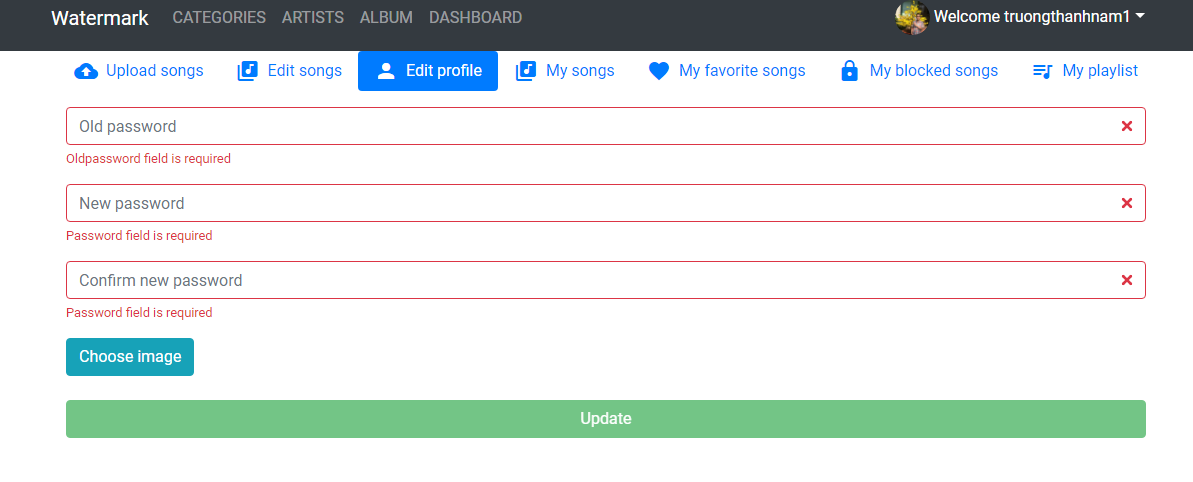 Watermark CATEGORIES ARTISTS ALBUM DASHBOARD Welcome truongthanhnam1
Upload songs Edit songs Edit profile My songs My favorite songs My blocked songs My playlist
Old password
Oldpassword field is required
New password
Password field is required
Confirm new password
Password field is required
Choose image
Update